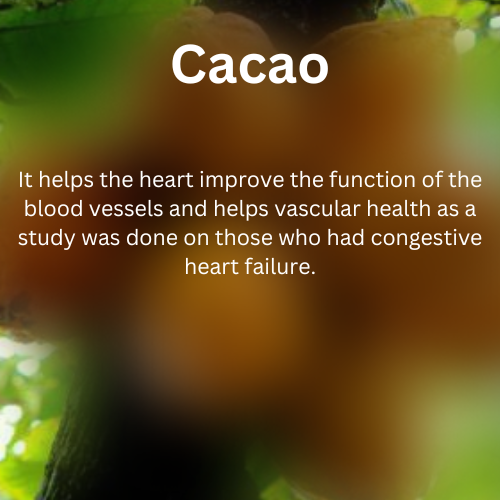 Cacao
It helps the heart improve the function of the
blood vessels and helps vascular health as a
study was done on those who had congestive
heart failure.